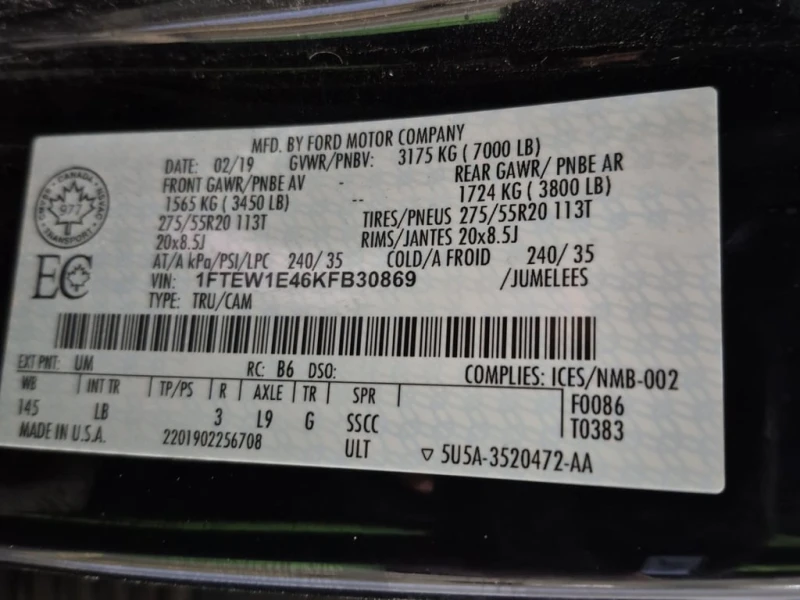 MFD. BY FORD MOTOR COMPANY
DATE: 02/19 GVWR/PNBV: 3175 KG ( 7000 LB)
FRONT GAWR/PNBE AV - REAR GAWR/ PNBE AR
1565 KG ( 3450 LB) -- 1724 KG ( 3800 LB)
275/55R20 113T TIRES/PNEUS 275/55R20 113T
20x8.5J RIMS/JANTES 20x8.5J
AT/A kPa/PSI/LPC 240/ 35 COLD/A FROID 240/ 35
VIN: 1FTEW1E46KFB30869 /JUMELEES
TYPE: TRU/CAM
CANADA
977
TRANSPORT
EC
EXT PNT: UM RC: B6 DSO: COMPLIES: ICES/NMB-002
WB INT TR TP/PS R AXLE TR SPR F0086
145 LB 3 L9 G SSCC T0383
MADE IN U.S.A. 2201902256708 ULT ▽ 5U5A-3520472-AA